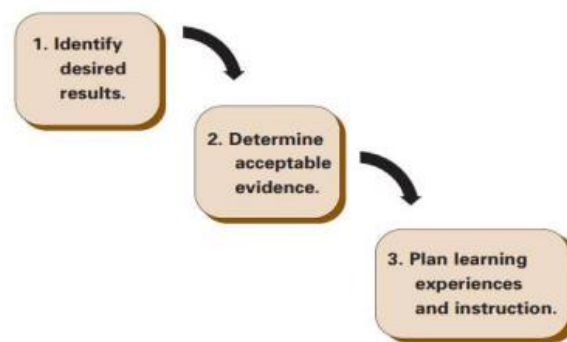 1. Identify
desired
results.
2. Determine
acceptable
evidence.
3. Plan learning
experiences
and instruction.